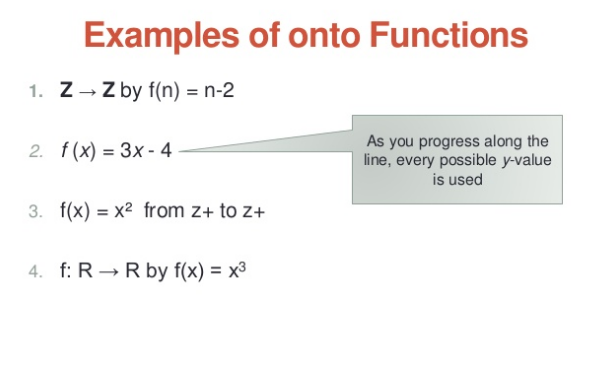 Examples of onto Functions
1. Z → Z by f(n) = n-2
2. f (x) = 3x - 4
As you progress along the
line, every possible y-value
is used
3. f(x) = x² from z+ to z+
4. f: R → R by f(x) = x³